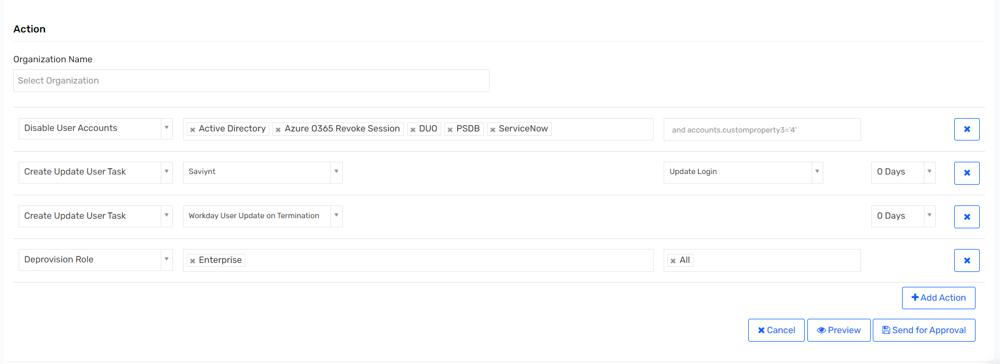 Action
Organization Name
Select Organization
Disable User Accounts Active Directory Azure O365 Revoke Session DUO PSDB ServiceNow and accounts.customproperty3='4'
Create Update User Task Saviynt Update Login 0 Days
Create Update User Task Workday User Update on Termination 0 Days
Deprovision Role Enterprise All
Add Action
Cancel Preview Send for Approval